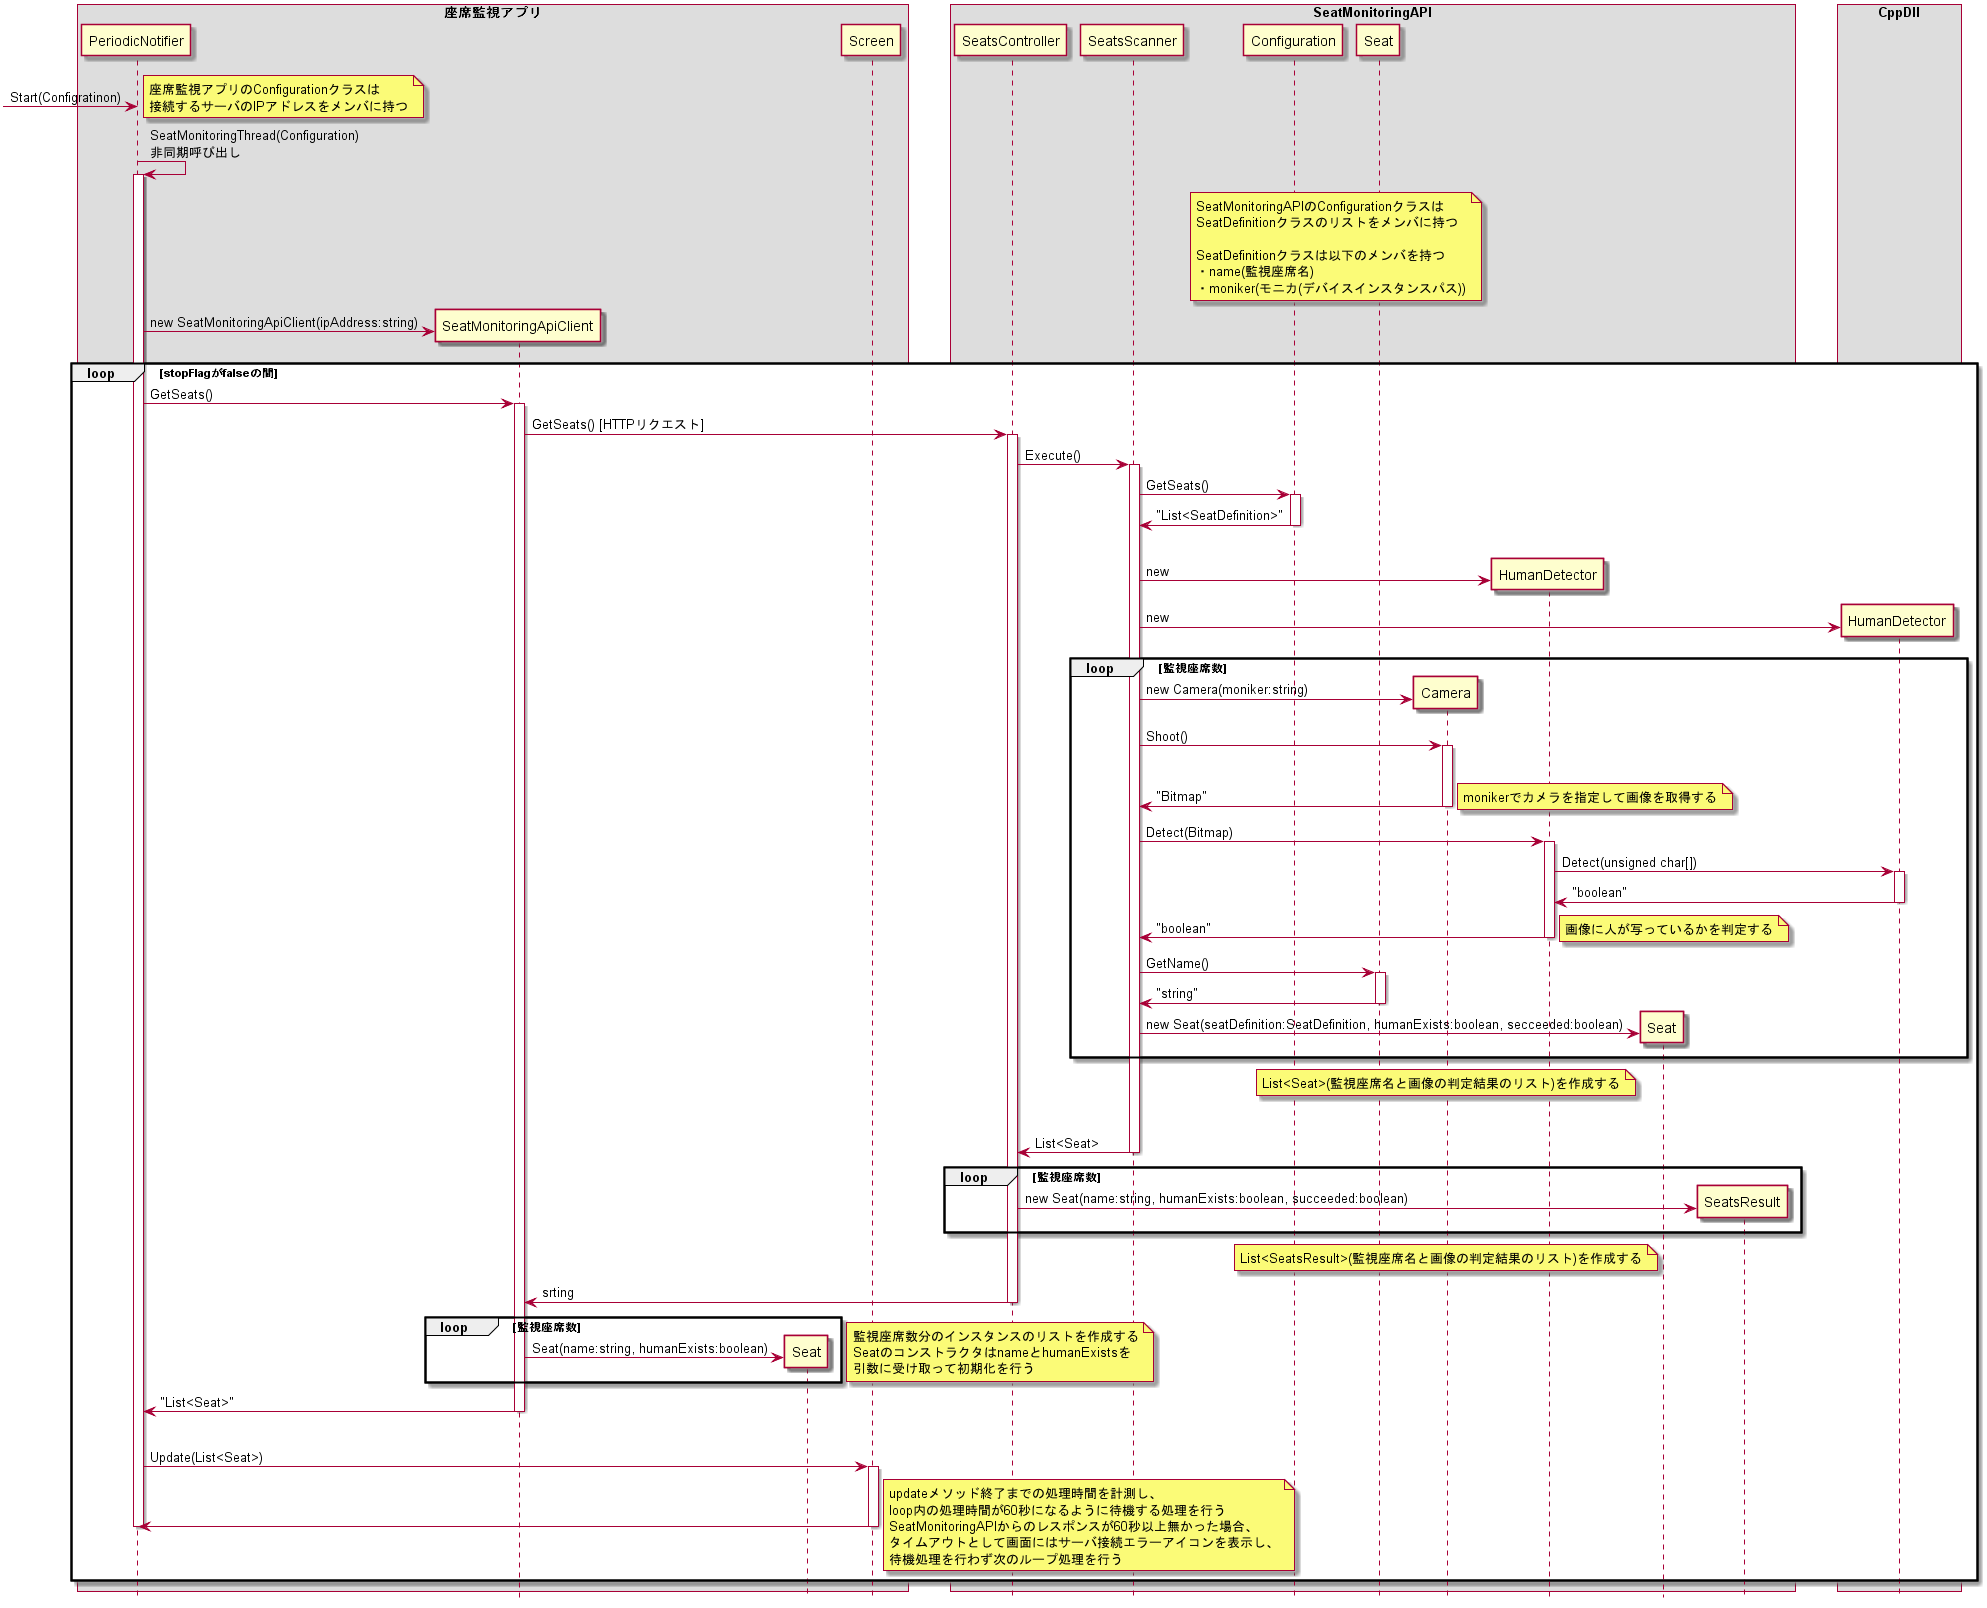 座席監視アプリ
SeatMonitoringAPI
CppDll
PeriodicNotifier
Screen
SeatsController
SeatsScanner
Configuration
Seat
Start(Configratinon)
座席監視アプリのConfigurationクラスは
接続するサーバのIPアドレスをメンバに持つ
SeatMonitoringThread(Configuration)
非同期呼び出し
SeatMonitoringAPIのConfigurationクラスは
SeatDefinitionクラスのリストをメンバに持つ
SeatDefinitionクラスは以下のメンバを持つ
・name(監視座席名)
・moniker(モニカ(デバイスインスタンスパス))
new SeatMonitoringApiClient(ipAddress:string)
SeatMonitoringApiClient
loop
[stopFlagがfalseの間]
GetSeats()
GetSeats() [HTTPリクエスト]
Execute()
GetSeats()
"List<SeatDefinition>"
new
HumanDetector
new
HumanDetector
loop
[監視座席数]
new Camera(moniker:string)
Camera
Shoot()
"Bitmap"
monikerでカメラを指定して画像を取得する
Detect(Bitmap)
Detect(unsigned char[])
"boolean"
"boolean"
画像に人が写っているかを判定する
GetName()
"string"
new Seat(seatDefinition:SeatDefinition, humanExists:boolean, secceeded:boolean)
Seat
List<Seat>(監視座席名と画像の判定結果のリスト)を作成する
List<Seat>
loop
[監視座席数]
new Seat(name:string, humanExists:boolean, succeeded:boolean)
SeatsResult
List<SeatsResult>(監視座席名と画像の判定結果のリスト)を作成する
srting
loop
[監視座席数]
Seat(name:string, humanExists:boolean)
Seat
監視座席数分のインスタンスのリストを作成する
SeatのコンストラクタはnameとhumanExistsを
引数に受け取って初期化を行う
"List<Seat>"
Update(List<Seat>)
updateメソッド終了までの処理時間を計測し、
loop内の処理時間が60秒になるように待機する処理を行う
SeatMonitoringAPIからのレスポンスが60秒以上無かった場合、
タイムアウトとして画面にはサーバ接続エラーアイコンを表示し、
待機処理を行わず次のループ処理を行う